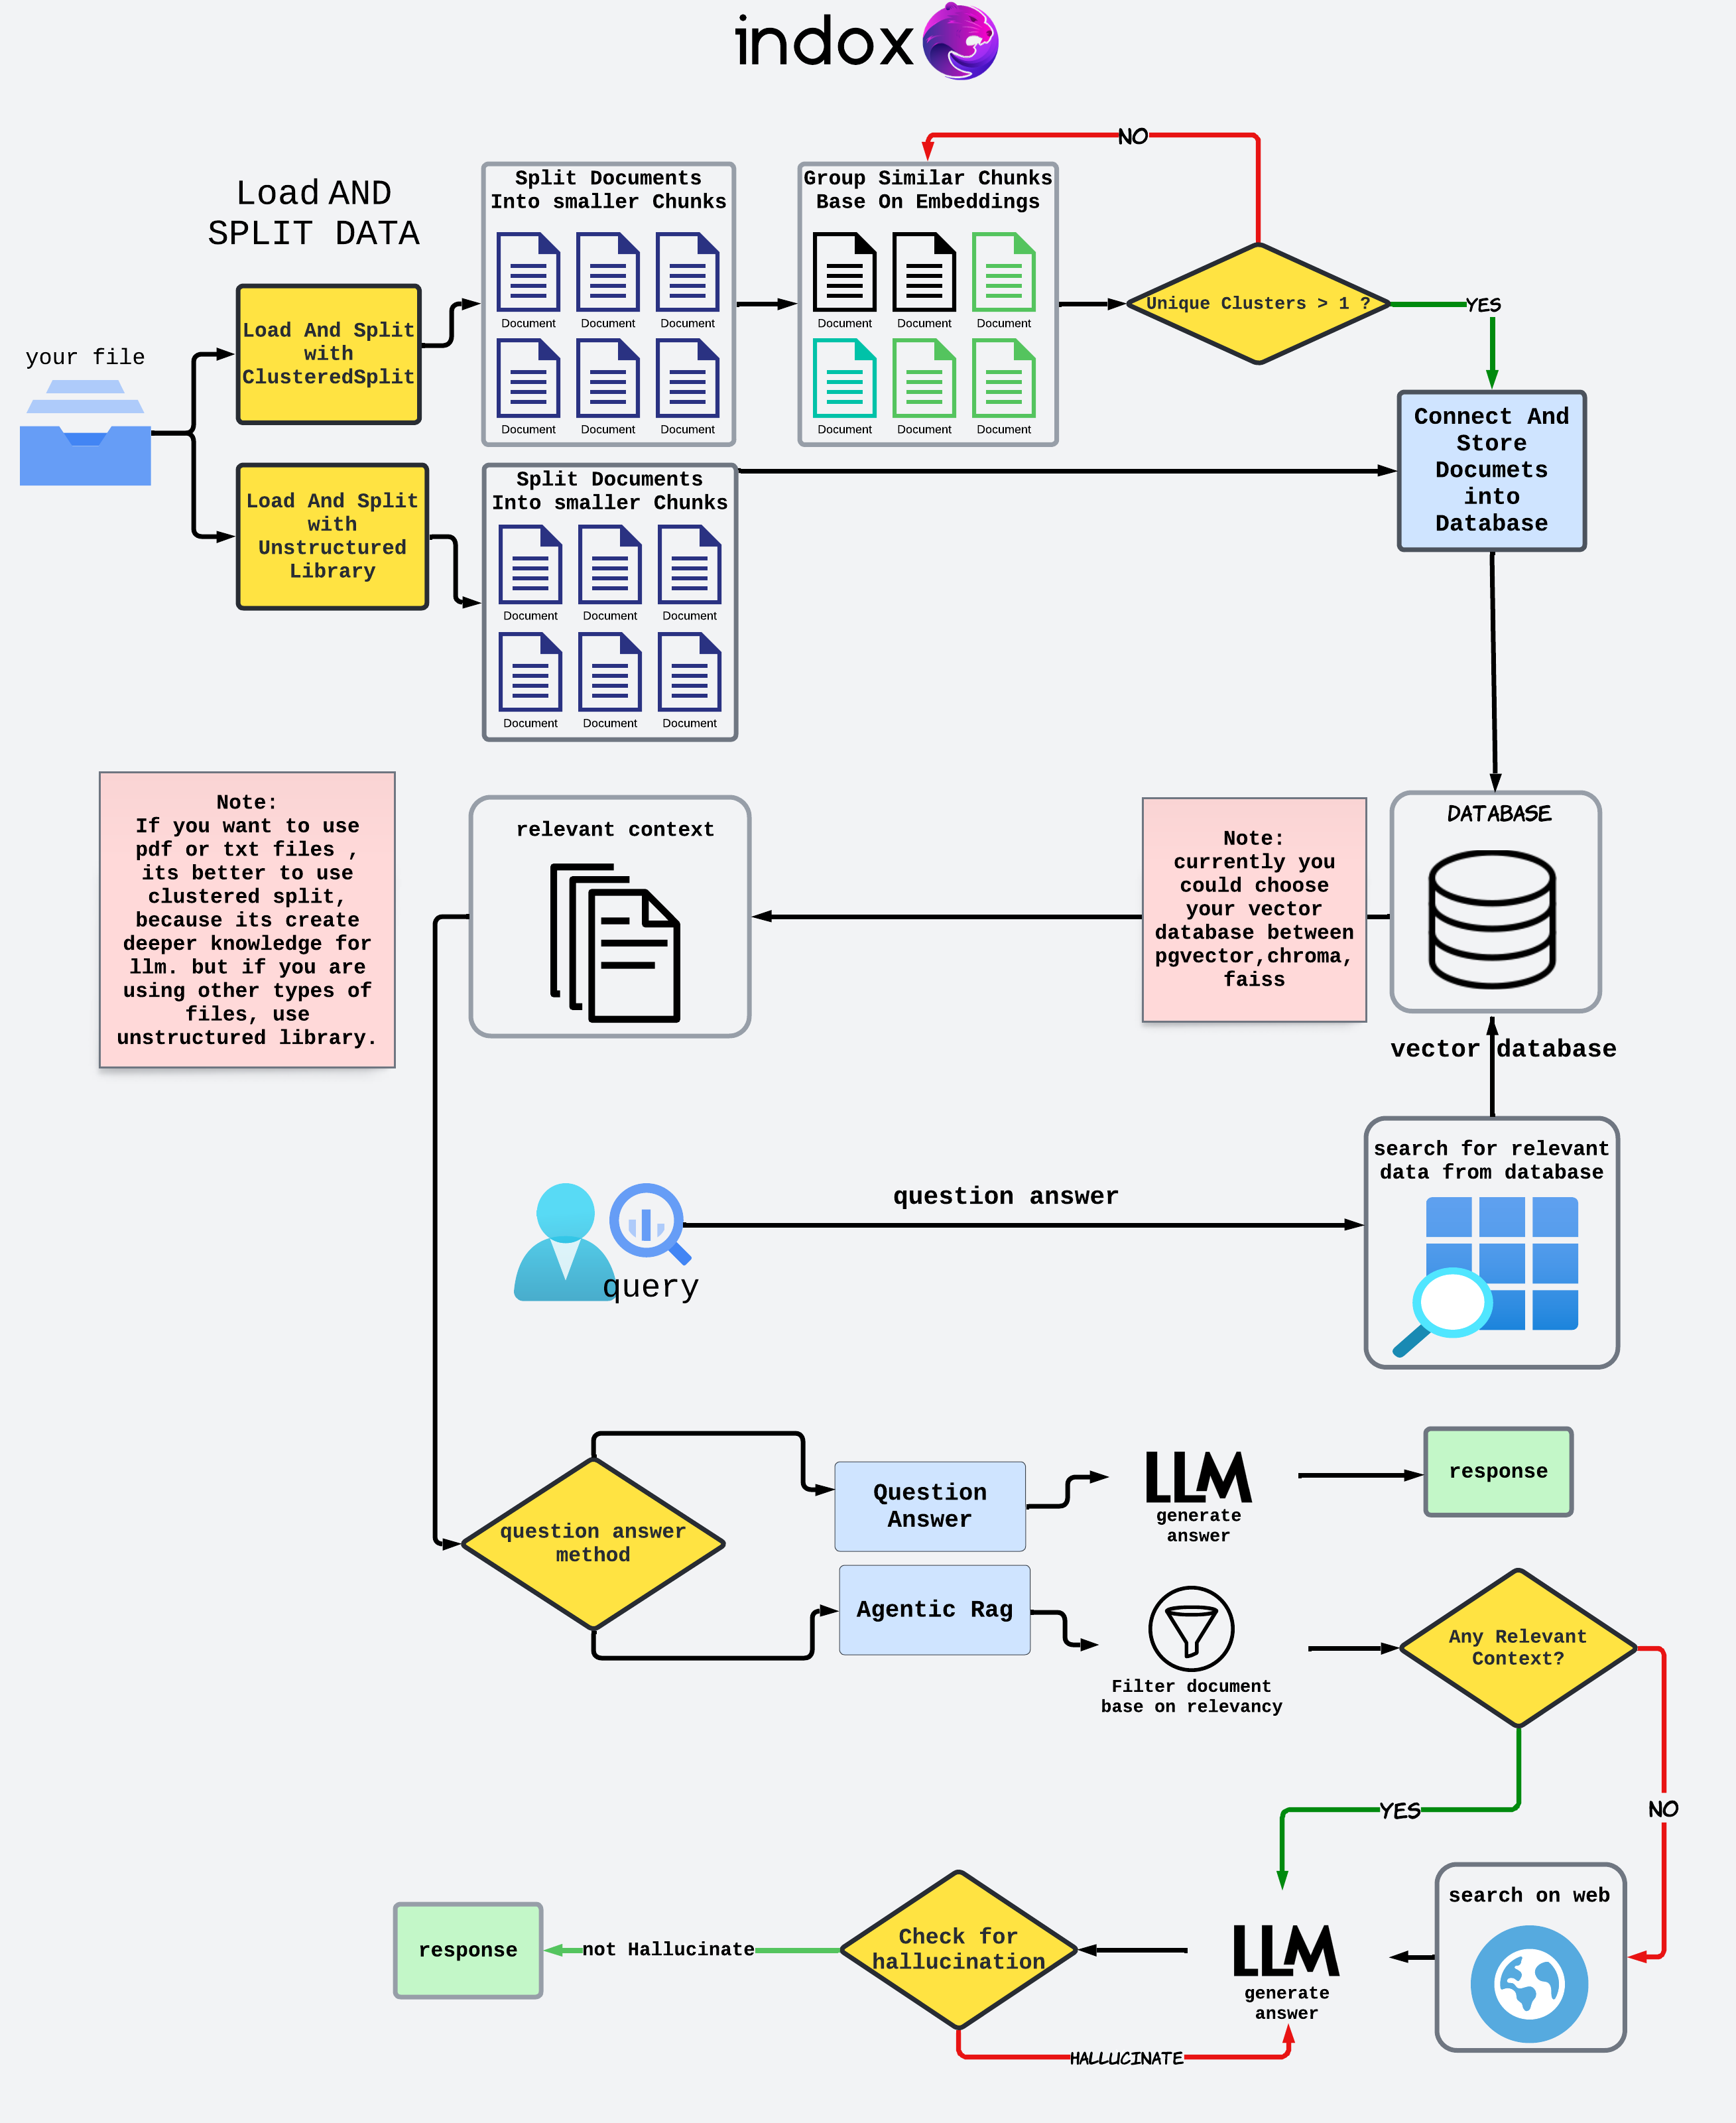 indox
NO
Load AND
SPLIT DATA
Split Documents
Into smaller Chunks
Document
Document
Document
Document
Document
Document
Group Similar Chunks
Base On Embeddings
Document
Document
Document
Document
Document
Document
Unique Clusters > 1 ?
YES
your file
Load And Split
with
ClusteredSplit
Load And Split
with
Unstructured
Library
Split Documents
Into smaller Chunks
Document
Document
Document
Document
Document
Document
Connect And
Store
Documets
into
Database
Note:
If you want to use
pdf or txt files ,
its better to use
clustered split,
because its create
deeper knowledge for
llm. but if you are
using other types of
files, use
unstructured library.
relevant context
Note:
currently you
could choose
your vector
database between
pgvector,chroma,
faiss
DATABASE
vector database
search for relevant
data from database
question answer
query
question answer
method
Question
Answer
LLM
generate
answer
response
Agentic Rag
Filter document
base on relevancy
Any Relevant
Context?
YES
NO
search on web
LLM
generate
answer
Check for
hallucination
not Hallucinate
response
HALLUCINATE